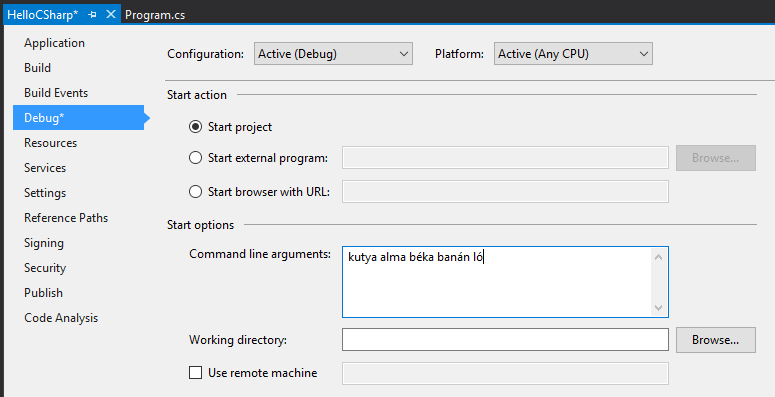 HelloCSharp* Program.cs
Application
Build
Build Events
Debug*
Resources
Services
Settings
Reference Paths
Signing
Security
Publish
Code Analysis
Configuration: Active (Debug) Platform: Active (Any CPU)
Start action
Start project
Start external program: Browse...
Start browser with URL:
Start options
Command line arguments: kutya alma béka banán ló
Working directory: Browse...
Use remote machine